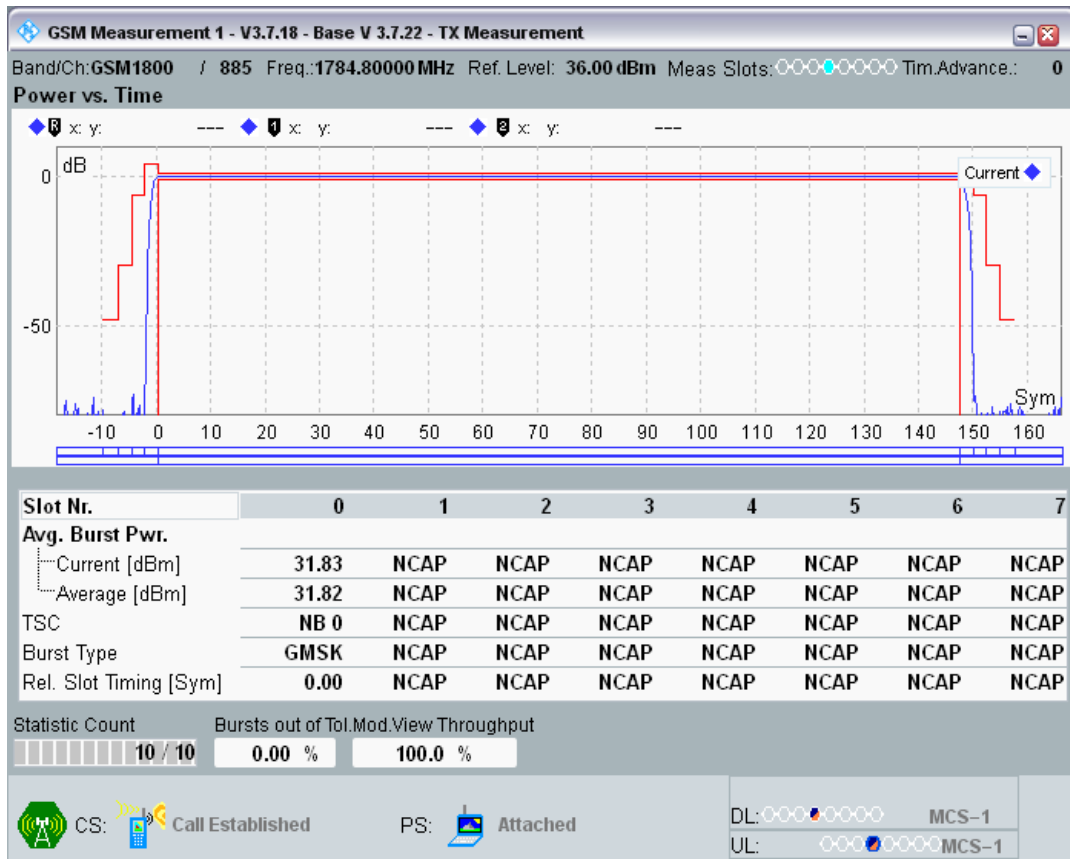 GSM Measurement 1 - V3.7.18 - Base V 3.7.22 - TX Measurement
Band/Ch:GSM1800 / 885 Freq.:1784.80000 MHz Ref. Level: 36.00 dBm Meas Slots: Tim.Advance.: 0
Power vs. Time
R x: y: --- 1 x: y: --- 2 x: y: ---
dB
Current
0
-50
Sym
-10 0 10 20 30 40 50 60 70 80 90 100 110 120 130 140 150 160
Slot Nr. 0 1 2 3 4 5 6 7
Avg. Burst Pwr.
Current [dBm] 31.83 NCAP NCAP NCAP NCAP NCAP NCAP NCAP
Average [dBm] 31.82 NCAP NCAP NCAP NCAP NCAP NCAP NCAP
TSC NB 0 NCAP NCAP NCAP NCAP NCAP NCAP NCAP
Burst Type GMSK NCAP NCAP NCAP NCAP NCAP NCAP NCAP
Rel. Slot Timing [Sym] 0.00 NCAP NCAP NCAP NCAP NCAP NCAP NCAP
Statistic Count Bursts out of Tol.Mod.View Throughput
10 / 10 0.00 % 100.0 %
CS: Call Established PS: Attached
DL: MCS-1
UL: MCS-1